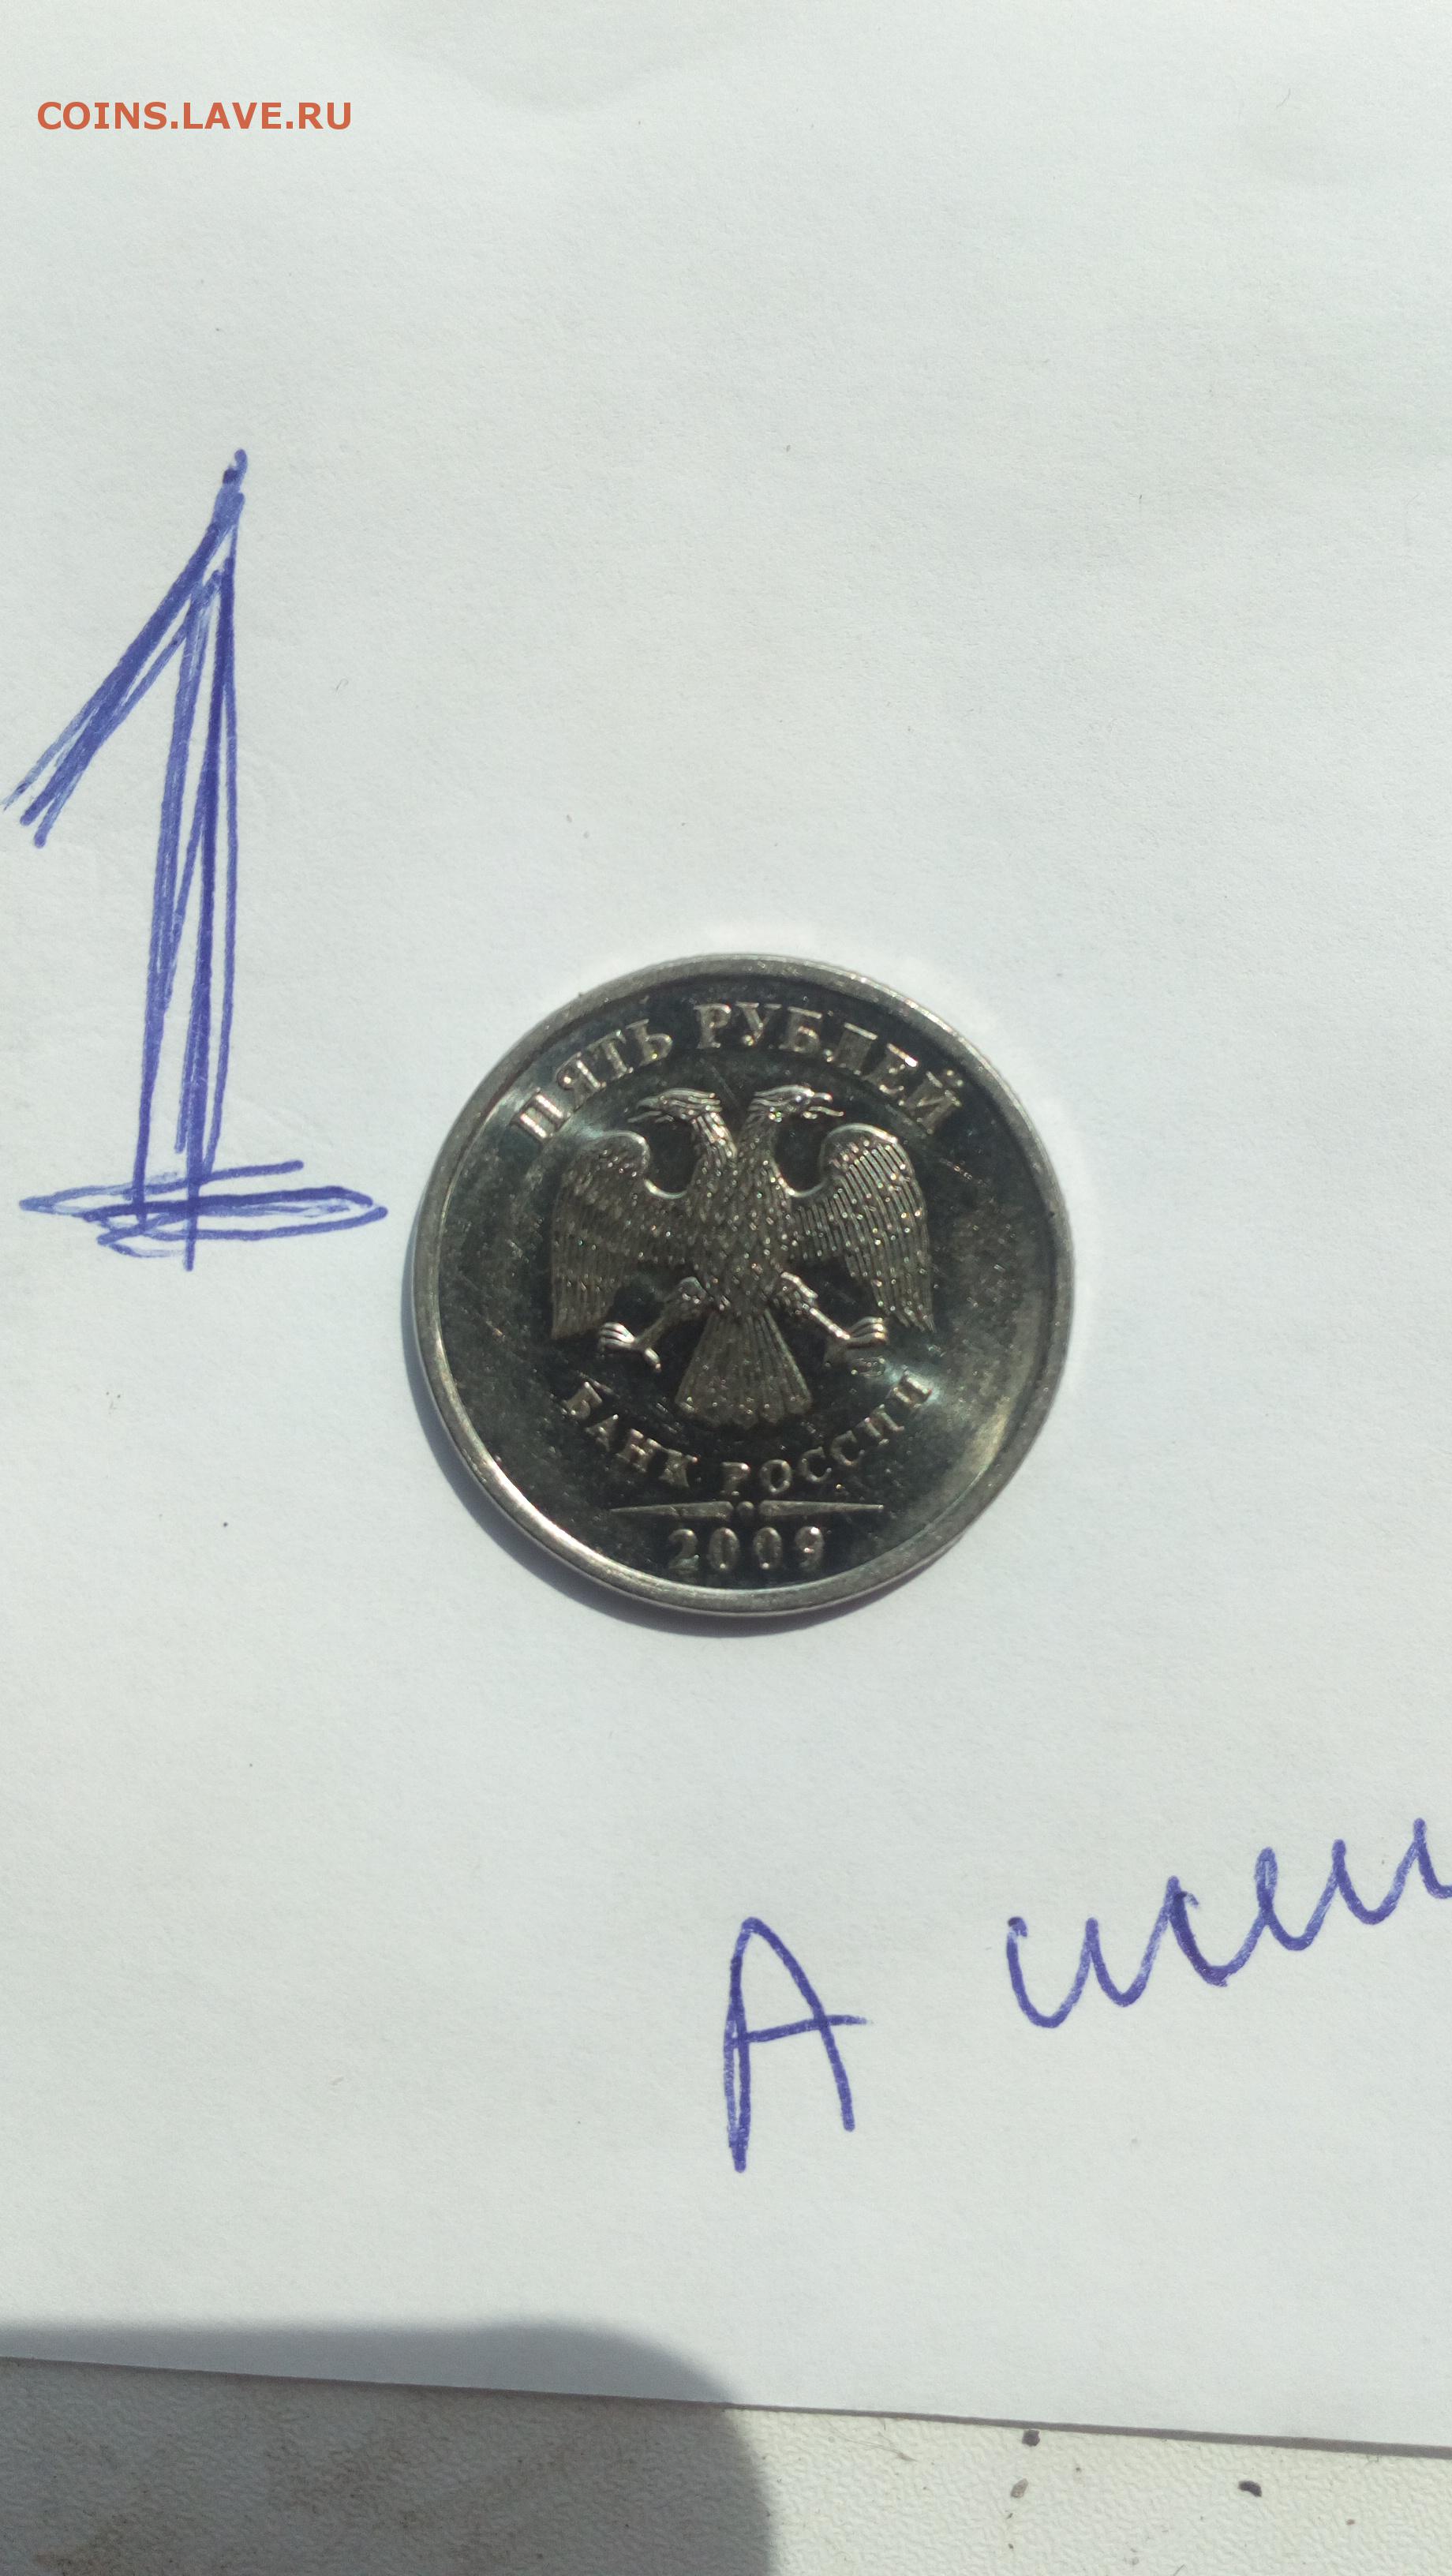 COINS.LAVE.RU
1
ПЯТЬ РУБЛЕЙ
БАНК РОССИИ
2009
А